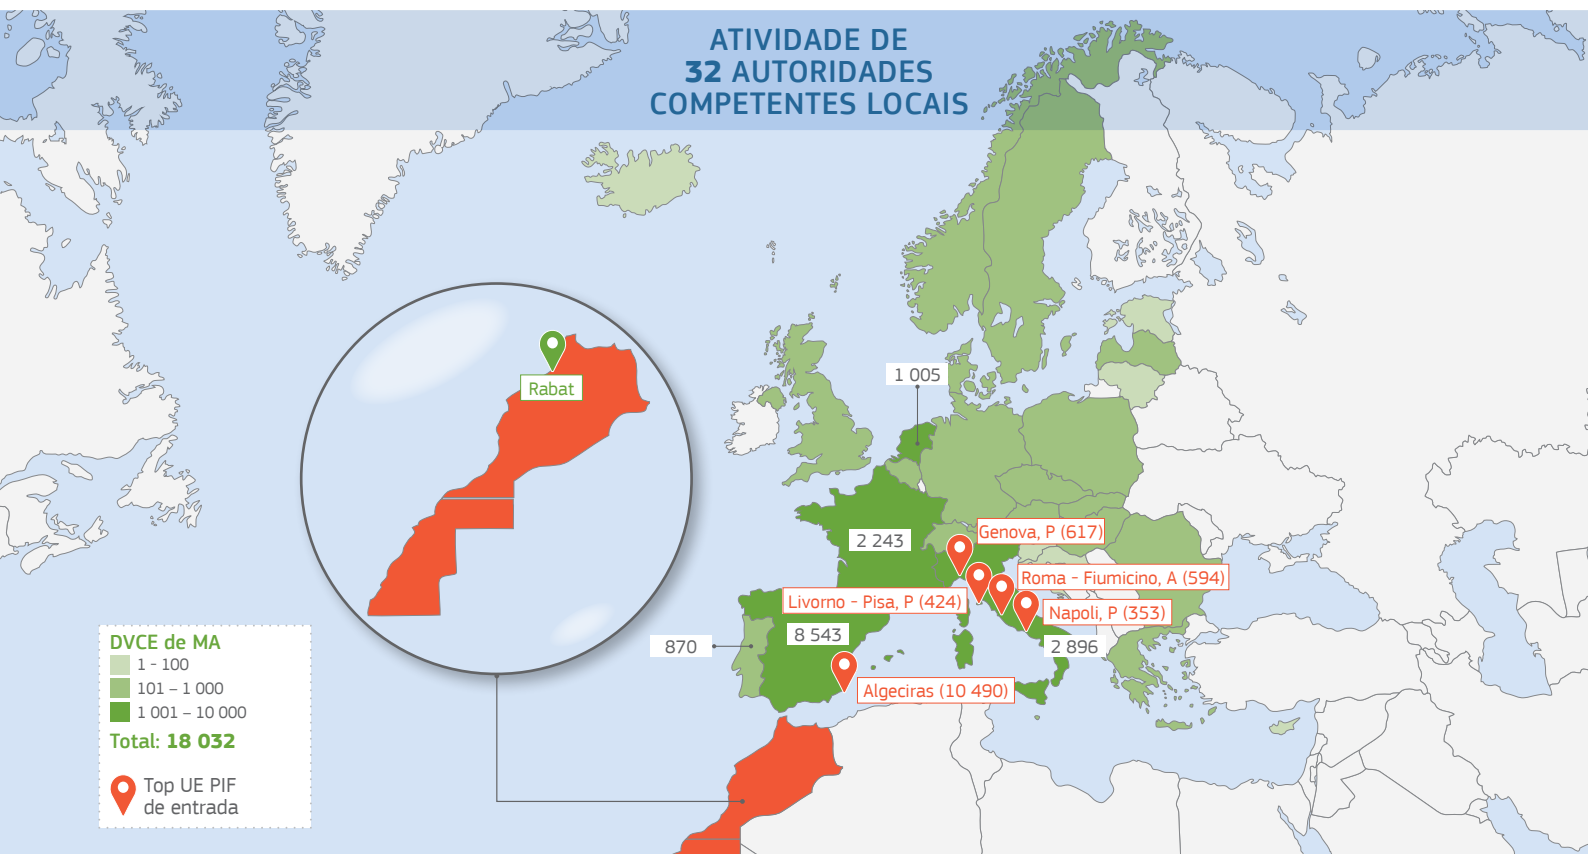 ATIVIDADE DE
32 AUTORIDADES
COMPETENTES LOCAIS
Rabat
1 005
2 243
Genova, P (617)
Roma - Fiumicino, A (594)
Livorno - Pisa, P (424)
Napoli, P (353)
8 543
870
2 896
Algeciras (10 490)
DVCE de MA
1 - 100
101 – 1 000
1 001 – 10 000
Total: 18 032
Top UE PIF
de entrada